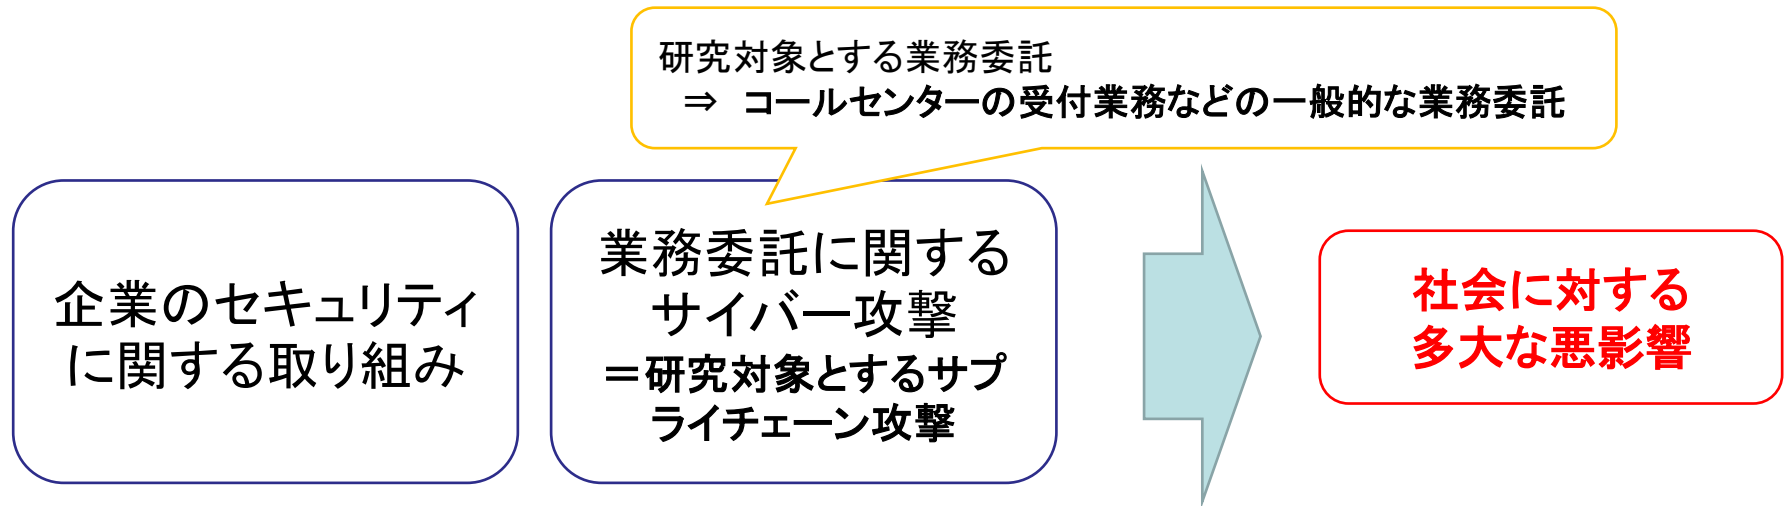 研究対象とする業務委託
⇒ コールセンターの受付業務などの一般的な業務委託
企業のセキュリティ
に関する取り組み
業務委託に関する
サイバー攻撃
＝研究対象とするサプ
ライチェーン攻撃
社会に対する
多大な悪影響